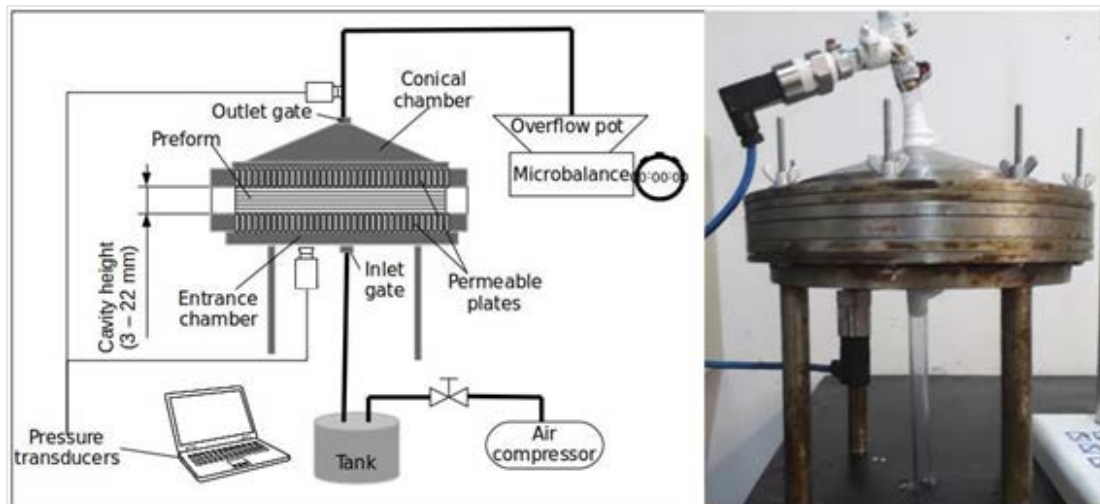 Conical
chamber
Outlet gate
Preform
Overflow pot
Microbalance
00:00:00
Cavity height
(3 – 22 mm)
Entrance
chamber
Inlet
gate
Permeable
plates
Pressure
transducers
Tank
Air
compressor